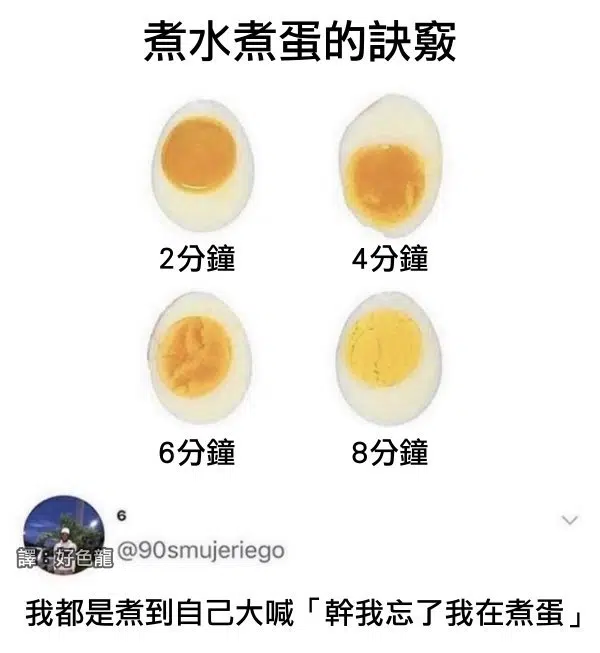 煮水煮蛋的訣竅
2分鐘
4分鐘
6分鐘
8分鐘
6
譯：好色龍
@90smujeriego
我都是煮到自己大喊「幹我忘了我在煮蛋」